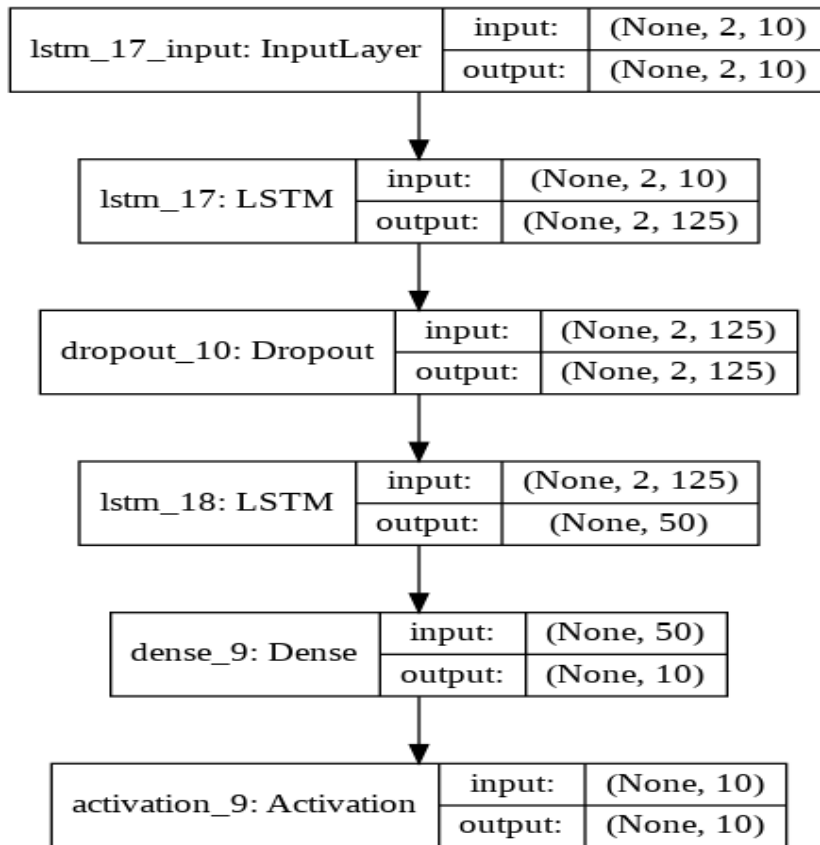 lstm_17_input: InputLayer
input: (None, 2, 10)
output: (None, 2, 10)
lstm_17: LSTM
input: (None, 2, 10)
output: (None, 2, 125)
dropout_10: Dropout
input: (None, 2, 125)
output: (None, 2, 125)
lstm_18: LSTM
input: (None, 2, 125)
output: (None, 50)
dense_9: Dense
input: (None, 50)
output: (None, 10)
activation_9: Activation
input: (None, 10)
output: (None, 10)